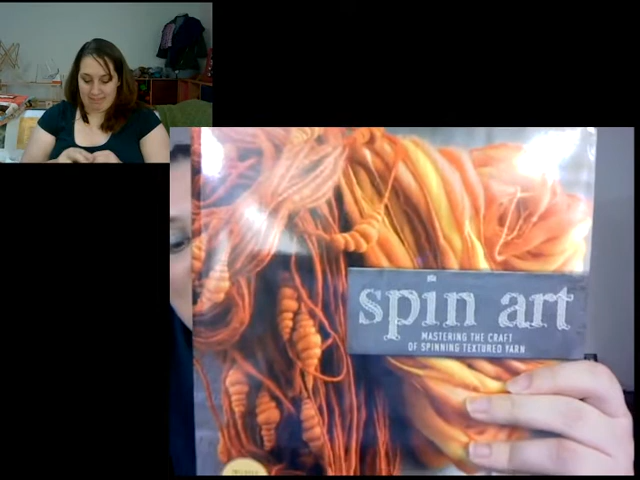 spin art
MASTERING THE CRAFT
OF SPINNING TEXTURED YARN